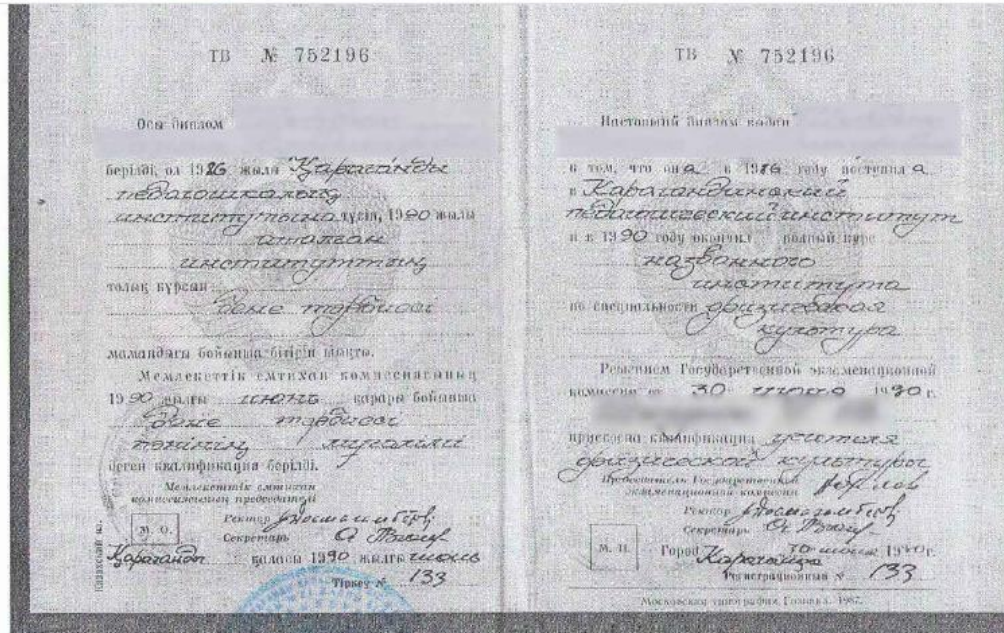 ТВ № 752196
Осы диплом
берілді, ол 1986 жылы Қарағанды
педагогикалық
институтына түсіп, 1990 жылы
аталған
институттың
толық курсын
дене тәрбиесі
мамандығы бойынша бітіріп шықты.
Мемлекеттік емтихан комиссиясының
1990 жылғы июнь қарары бойынша
дене тәрбиесі
пәнінің мұғалімі
деген квалификация берілді.
Мемлекеттік емтихан
комиссиясының председателі
Ректор
Секретарь
М. О.
Қарағанды қаласы 1990 жылғы июнь
Тіркеу № 133
Казахский яз.
ТВ № 752196
Настоящий диплом выдан
в том, что она в 1986 году поступила
в Карагандинский
педагогический институт
и в 1990 году окончил полный курс
названного
института
по специальности физическая
культура
Решением Государственной экзаменационной
комиссии от 30 июня 1990 г.
присвоена квалификация учителя
физической культуры
Председатель Государственной
экзаменационной комиссии
Ректор
Секретарь
М. П.
Город Караганда июня 1990 г.
Регистрационный № 133
Московская типография Гознака. 1987.